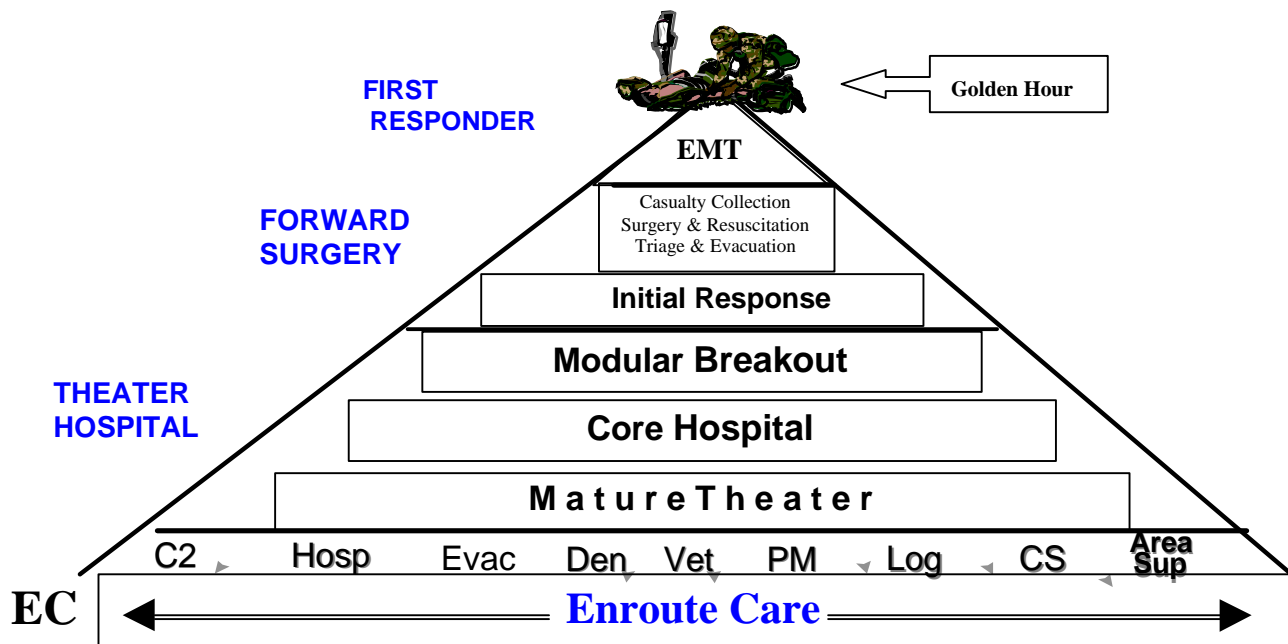 FIRST
RESPONDER
Golden Hour
EMT
FORWARD
SURGERY
Casualty Collection
Surgery & Resuscitation
Triage & Evacuation
Initial Response
THEATER
HOSPITAL
Modular Breakout
Core Hospital
Mature Theater
C2 Hosp Evac Den Vet PM Log CS Area
Sup
EC Enroute Care